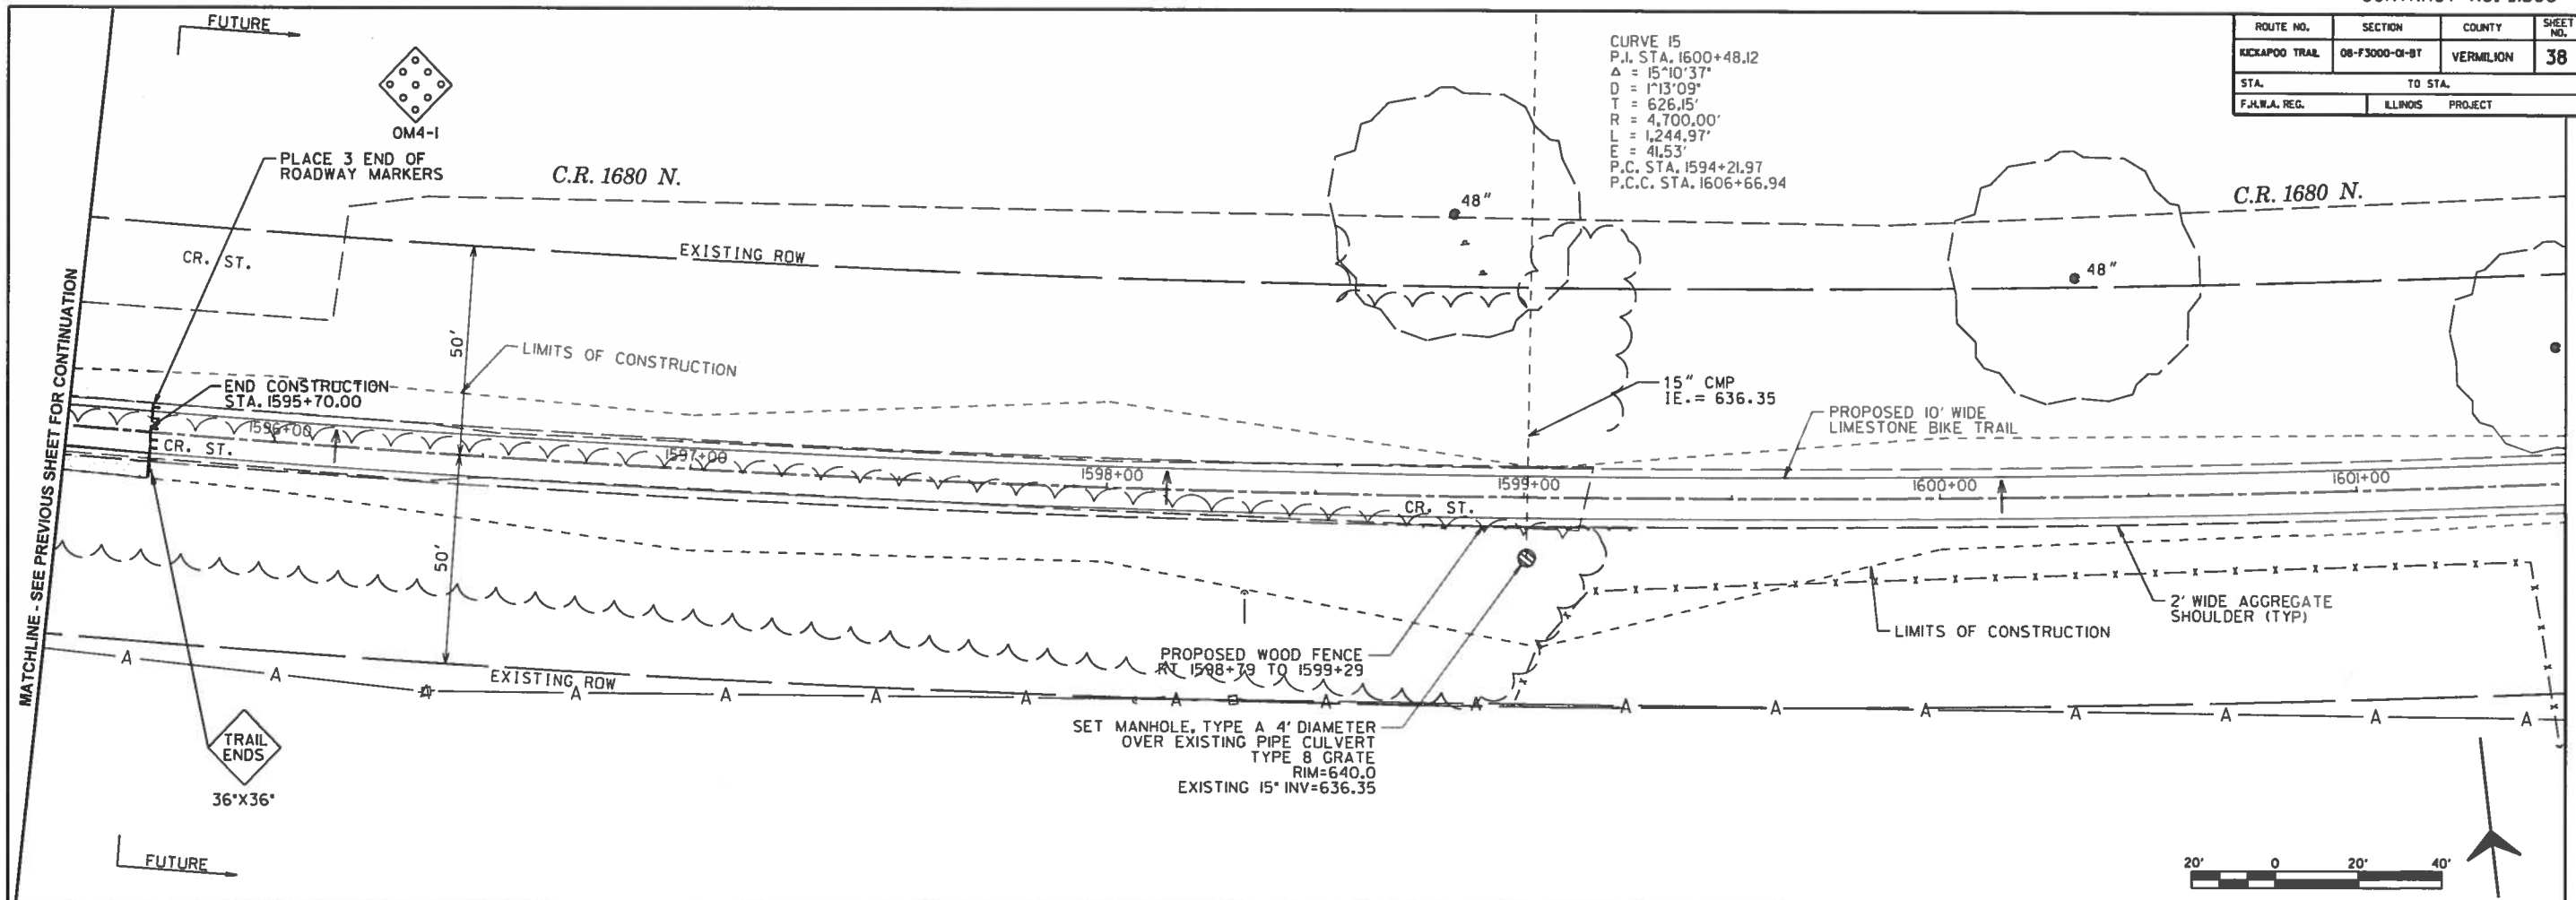 FUTURE
OM4-1
PLACE 3 END OF
ROADWAY MARKERS
C.R. 1680 N.
CURVE 15
P.I. STA. 1600+48.12
Δ = 15°10'37"
D = 1°13'09"
T = 626.15'
R = 4,700.00'
L = 1,244.97'
E = 41.53'
P.C. STA. 1594+21.97
P.C.C. STA. 1606+66.94
ROUTE NO. SECTION COUNTY SHEET NO.
KICKAPOO TRAIL 08-F3000-01-BT VERMILION 38
STA. TO STA.
F.H.W.A. REG. ILLINOIS PROJECT
48"
C.R. 1680 N.
CR. ST.
EXISTING ROW
48"
MATCHLINE - SEE PREVIOUS SHEET FOR CONTINUATION
50'
LIMITS OF CONSTRUCTION
END CONSTRUCTION
STA. 1595+70.00
15" CMP
IE.= 636.35
PROPOSED 10' WIDE
LIMESTONE BIKE TRAIL
1596+00
CR. ST.
1597+00
1598+00
1599+00
1600+00
1601+00
CR. ST.
50'
2' WIDE AGGREGATE
SHOULDER (TYP)
LIMITS OF CONSTRUCTION
PROPOSED WOOD FENCE
RT 1598+79 TO 1599+29
EXISTING ROW
A A A A A A A A A A A A A A A A
SET MANHOLE, TYPE A 4' DIAMETER
OVER EXISTING PIPE CULVERT
TYPE 8 GRATE
RIM=640.0
EXISTING 15" INV=636.35
TRAIL
ENDS
36"X36"
FUTURE
20' 0 20' 40'